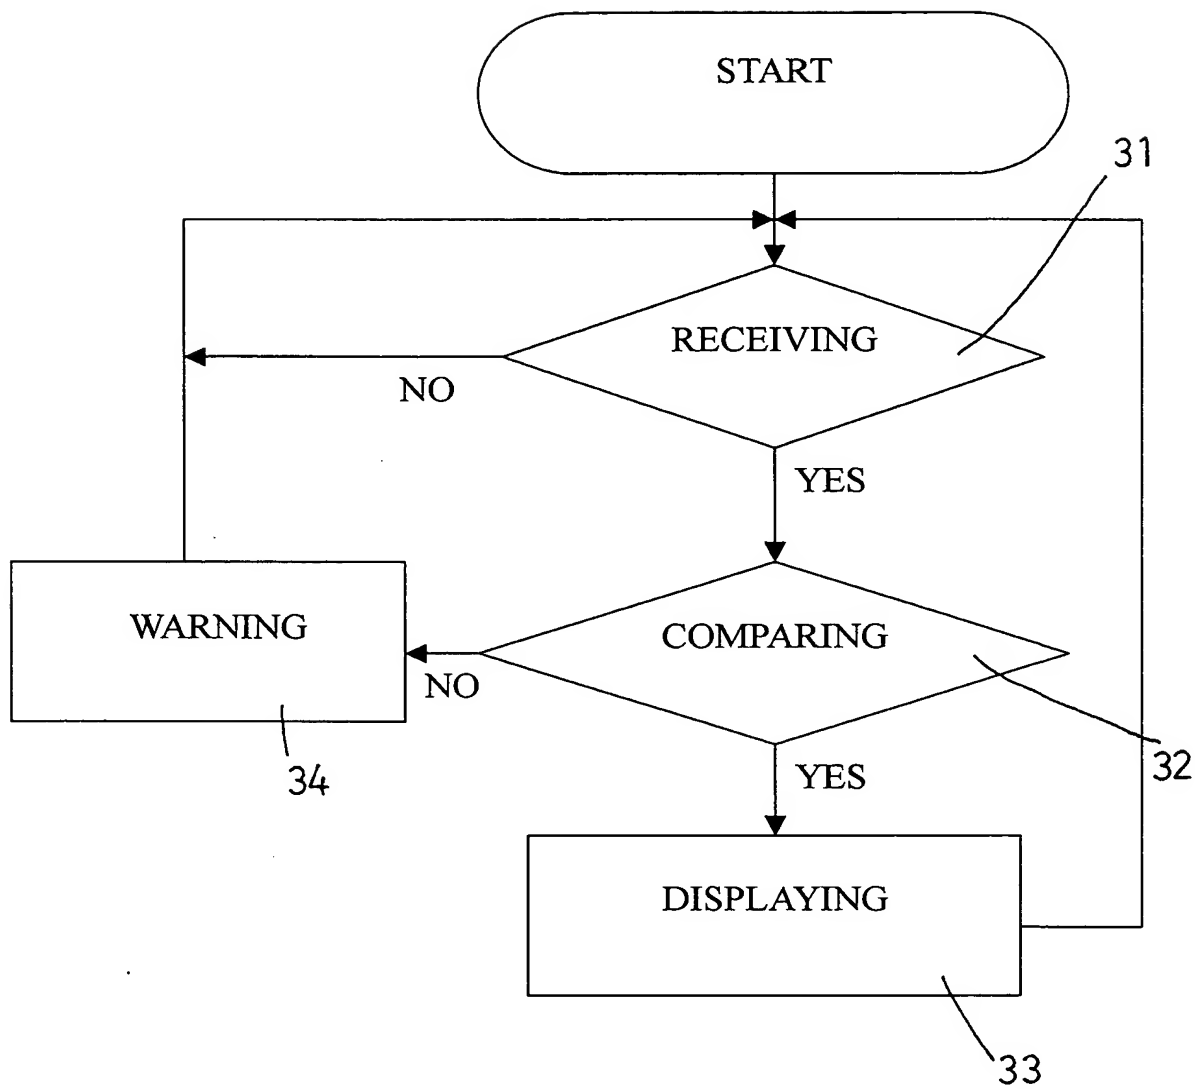 START
31
RECEIVING
NO
YES
WARNING
COMPARING
NO
32
34
YES
DISPLAYING
33